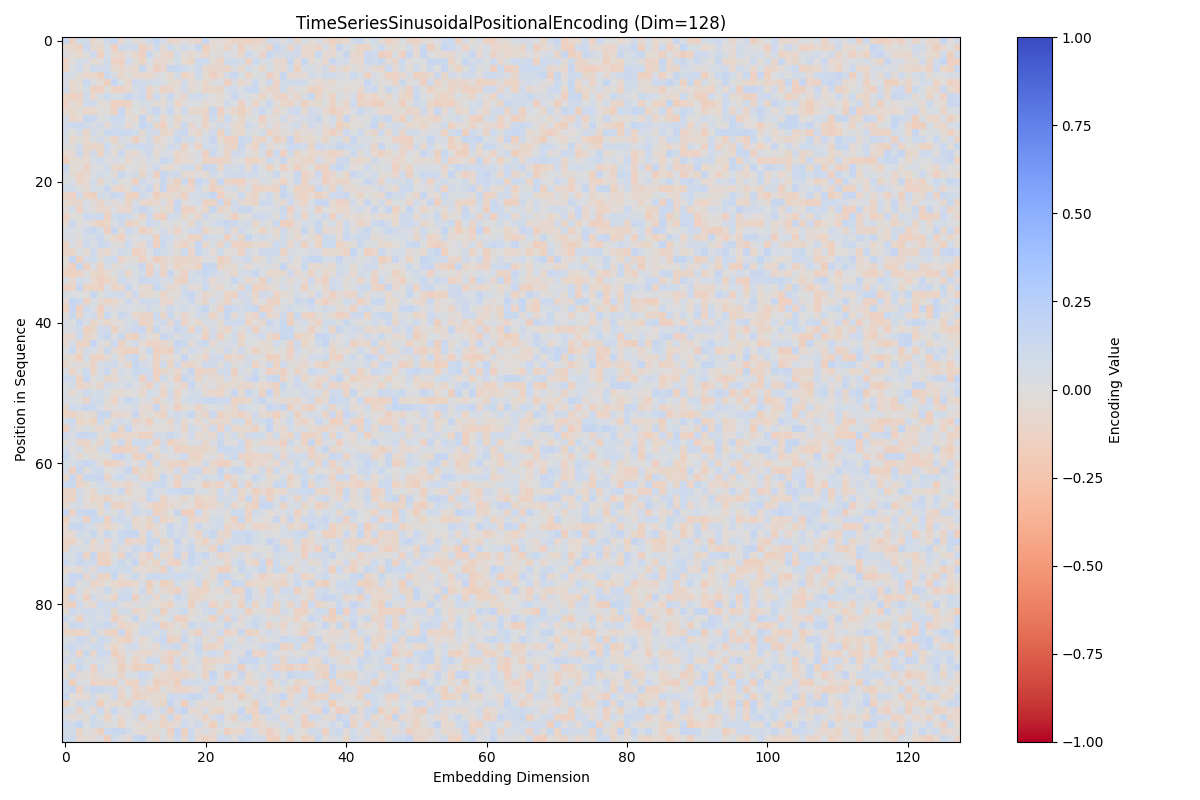 TimeSeriesSinusoidalPositionalEncoding (Dim=128)
0
20
40
60
80
Position in Sequence
0 20 40 60 80 100 120
Embedding Dimension
1.00
0.75
0.50
0.25
0.00
−0.25
−0.50
−0.75
−1.00
Encoding Value